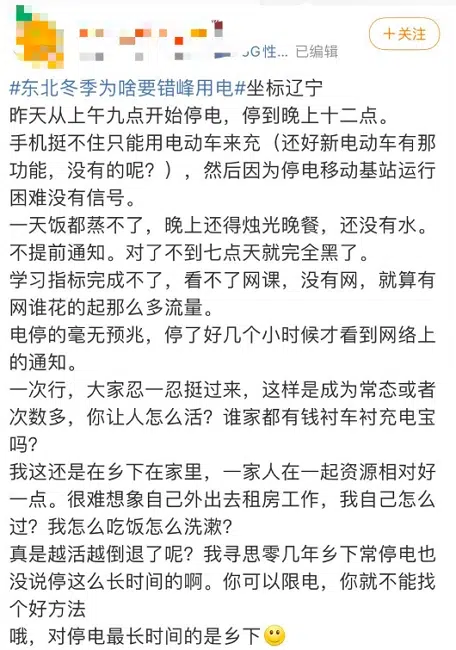 +关注
5G性... 已编辑
#东北冬季为啥要错峰用电#坐标辽宁
昨天从上午九点开始停电，停到晚上十二点。
手机挺不住只能用电动车来充（还好新电动车有那
功能，没有的呢？），然后因为停电移动基站运行
困难没有信号。
一天饭都蒸不了，晚上还得烛光晚餐，还没有水。
不提前通知。对了不到七点天就完全黑了。
学习指标完成不了，看不了网课，没有网，就算有
网谁花的起那么多流量。
电停的毫无预兆，停了好几个小时候才看到网络上
的通知。
一次行，大家忍一忍挺过来，这样是成为常态或者
次数多，你让人怎么活？谁家都有钱衬车衬充电宝
吗？
我这还是在乡下在家里，一家人在一起资源相对好
一点。很难想象自己外出去租房工作，我自己怎么
过？我怎么吃饭怎么洗漱？
真是越活越倒退了呢？我寻思零几年乡下常停电也
没说停这么长时间的啊。你可以限电，你就不能找
个好方法
哦，对停电最长时间的是乡下